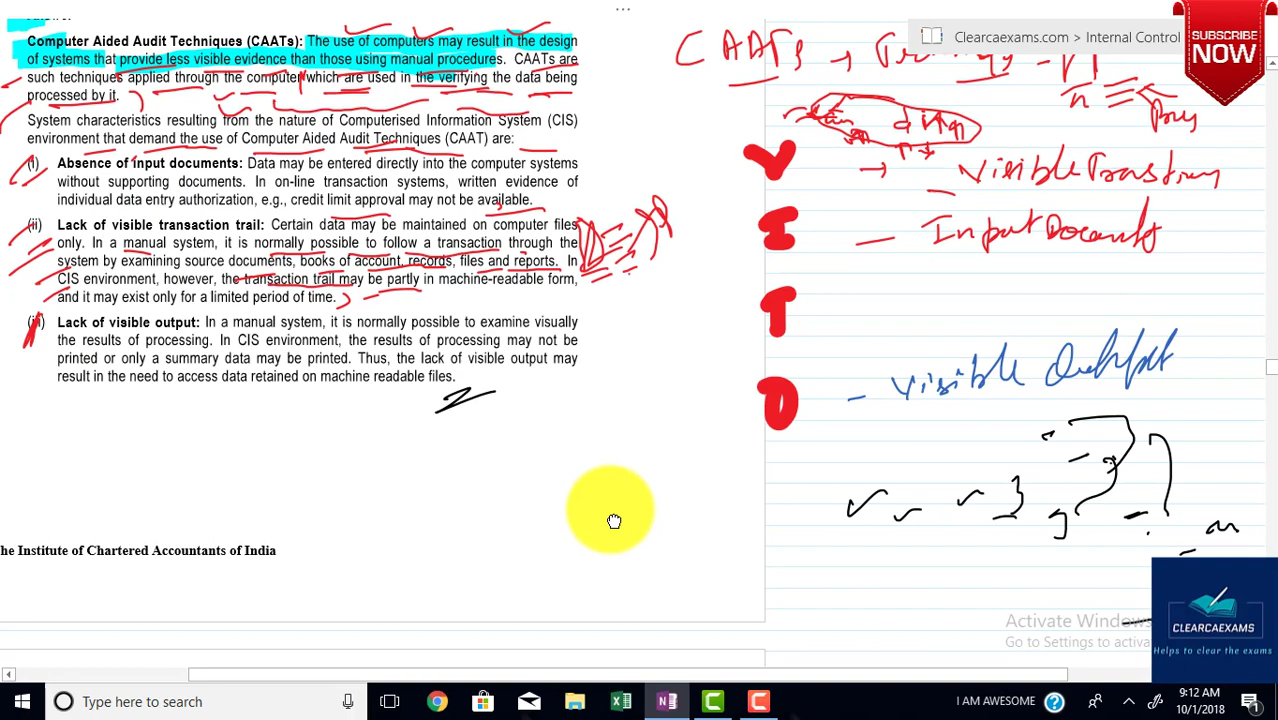 Computer Aided Audit Techniques (CAATs): The use of computers may result in the design
of systems that provide less visible evidence than those using manual procedures. CAATs are
such techniques applied through the computer which are used in the verifying the data being
processed by it.
System characteristics resulting from the nature of Computerised Information System (CIS)
environment that demand the use of Computer Aided Audit Techniques (CAAT) are:
(i) Absence of input documents: Data may be entered directly into the computer systems
without supporting documents. In on-line transaction systems, written evidence of
individual data entry authorization, e.g., credit limit approval may not be available.
(ii) Lack of visible transaction trail: Certain data may be maintained on computer files
only. In a manual system, it is normally possible to follow a transaction through the
system by examining source documents, books of account, records, files and reports. In
CIS environment, however, the transaction trail may be partly in machine-readable form,
and it may exist only for a limited period of time.
(iii) Lack of visible output: In a manual system, it is normally possible to examine visually
the results of processing. In CIS environment, the results of processing may not be
printed or only a summary data may be printed. Thus, the lack of visible output may
result in the need to access data retained on machine readable files.
he Institute of Chartered Accountants of India
CAATs
Visible
Input
Visible Output
V
I
T
D
Clearcaexams.com > Internal Control
SUBSCRIBE
NOW
Activate Windows
Go to Settings to activa
CLEARCAEXAMS
Helps to clear the exams
Type here to search
I AM AWESOME
9:12 AM
10/1/2018